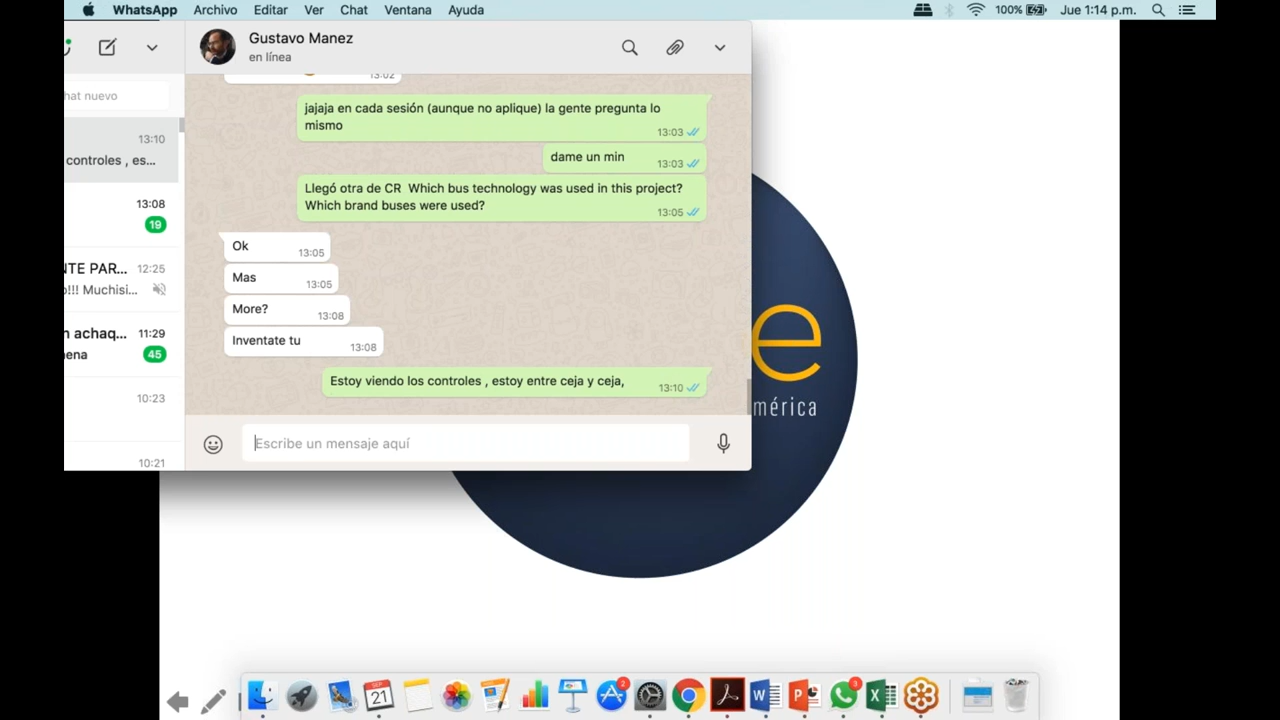 WhatsApp Archivo Editar Ver Chat Ventana Ayuda
100%
Jue 1:14 p.m.
Gustavo Manez
en línea
hat nuevo
13:10
controles , es...
13:08
19
NTE PAR... 12:25
o!!! Muchisi...
n achaq... 11:29
ena
45
10:23
10:21
13:02
jajaja en cada sesión (aunque no aplique) la gente pregunta lo
mismo
13:03
dame un min 13:03
Llegó otra de CR Which bus technology was used in this project?
Which brand buses were used?
13:05
Ok 13:05
Mas 13:05
More? 13:08
Inventate tu 13:08
Estoy viendo los controles , estoy entre ceja y ceja, 13:10
Escribe un mensaje aquí
e
mérica
SEP
21
2
3